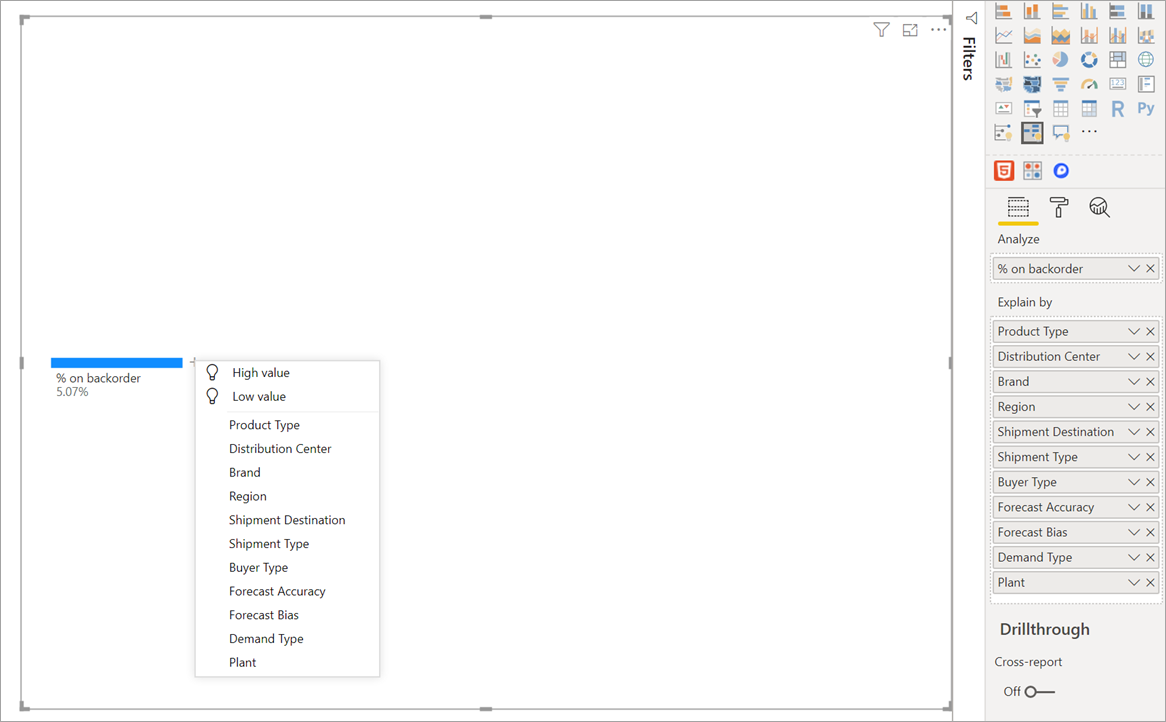 % on backorder
5.07%
High value
Low value
Product Type
Distribution Center
Brand
Region
Shipment Destination
Shipment Type
Buyer Type
Forecast Accuracy
Forecast Bias
Demand Type
Plant
Filters
123
R
Py
5
Analyze
% on backorder
Explain by
Product Type
Distribution Center
Brand
Region
Shipment Destination
Shipment Type
Buyer Type
Forecast Accuracy
Forecast Bias
Demand Type
Plant
Drillthrough
Cross-report
Off